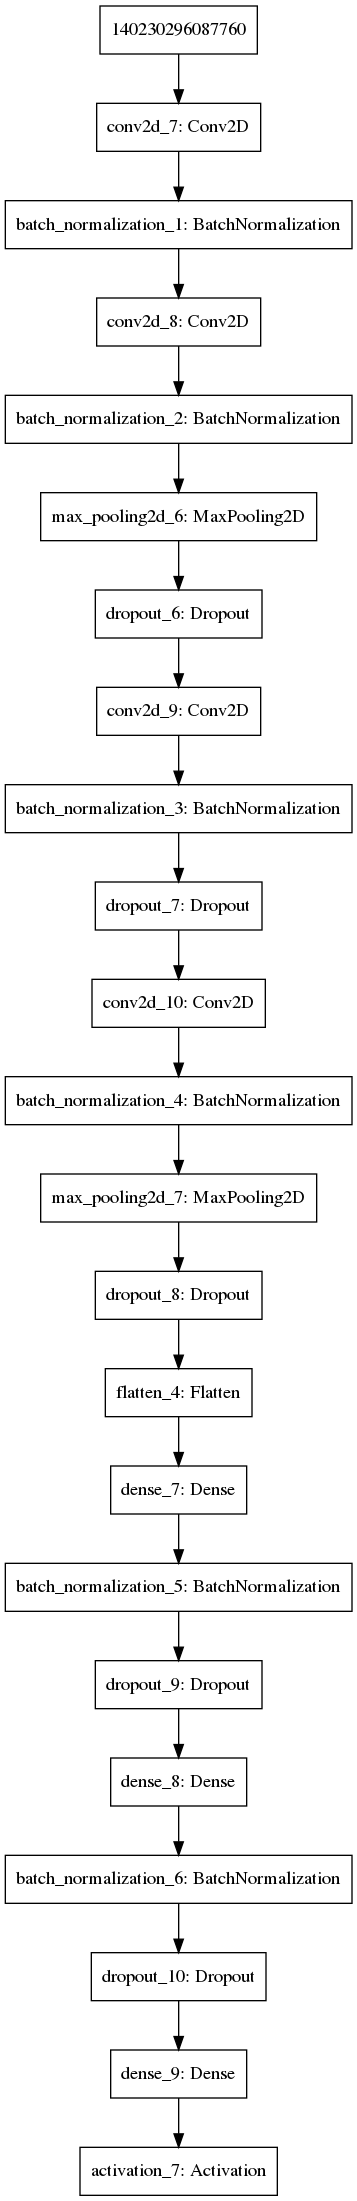 140230296087760
conv2d_7: Conv2D
batch_normalization_1: BatchNormalization
conv2d_8: Conv2D
batch_normalization_2: BatchNormalization
max_pooling2d_6: MaxPooling2D
dropout_6: Dropout
conv2d_9: Conv2D
batch_normalization_3: BatchNormalization
dropout_7: Dropout
conv2d_10: Conv2D
batch_normalization_4: BatchNormalization
max_pooling2d_7: MaxPooling2D
dropout_8: Dropout
flatten_4: Flatten
dense_7: Dense
batch_normalization_5: BatchNormalization
dropout_9: Dropout
dense_8: Dense
batch_normalization_6: BatchNormalization
dropout_10: Dropout
dense_9: Dense
activation_7: Activation